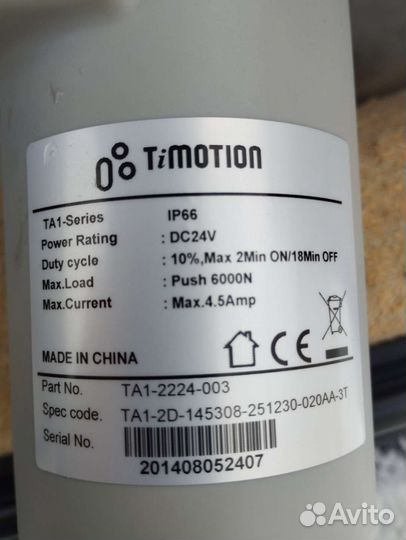 TiMOTION
TA1-Series IP66
Power Rating : DC24V
Duty cycle : 10%,Max 2Min ON/18Min OFF
Max.Load : Push 6000N
Max.Current : Max.4.5Amp
MADE IN CHINA CE
Part No. TA1-2224-003
Spec code. TA1-2D-145308-251230-020AA-3T
Serial No.
201408052407
Avito